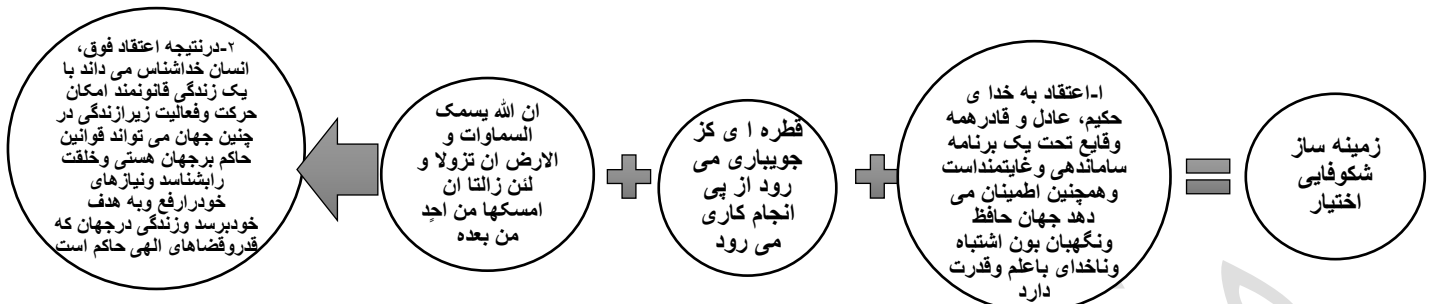 زمینه ساز
شکوفایی
اختیار
۱-اعتقاد به خدا ی
حکیم، عادل و قادرهمه
وقایع تحت یک برنامه
ساماندهی وغایتمنداست
وهمچنین اطمینان می
دهد جهان حافظ
ونگهبان بون اشتباه
وناخدای باعلم وقدرت
دارد
قطره ا ی کز
جویباری می
رود از پی
انجام کاری
می رود
ان الله یسمک
السماوات و
الارض ان تزولا و
لئن زالتا ان
امسکها من احدٍ
من بعده
۲-درنتیجه اعتقاد فوق،
انسان خداشناس می داند با
یک زندگی قانونمند امکان
حرکت وفعالیت زیرازندگی در
چنین جهان می تواند قوانین
حاکم برجهان هستی وخلقت
رابشناسد ونیازهای
خودرارفع وبه هدف
خودبرسد وزندگی درجهان که
قدروقضاهای الهی حاکم است